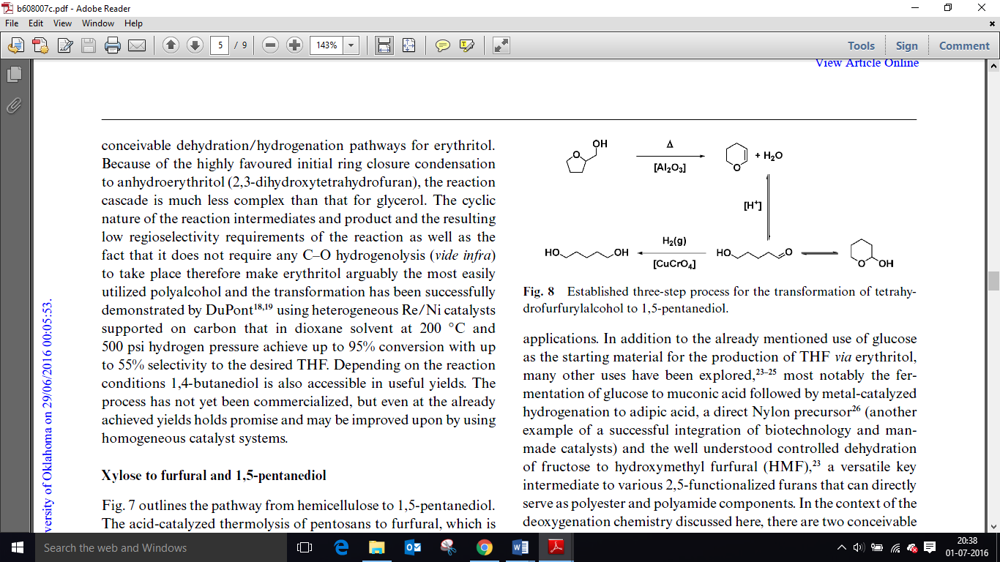 b608007c.pdf - Adobe Reader
File Edit View Window Help
5 / 9
143%
Tools Sign Comment
View Article Online
conceivable dehydration/hydrogenation pathways for erythritol.
Because of the highly favoured initial ring closure condensation
to anhydroerythritol (2,3-dihydroxytetrahydrofuran), the reaction
cascade is much less complex than that for glycerol. The cyclic
nature of the reaction intermediates and product and the resulting
low regioselectivity requirements of the reaction as well as the
fact that it does not require any C–O hydrogenolysis (vide infra)
to take place therefore make erythritol arguably the most easily
utilized polyalcohol and the transformation has been successfully
demonstrated by DuPont¹⁸,¹⁹ using heterogeneous Re/Ni catalysts
supported on carbon that in dioxane solvent at 200 °C and
500 psi hydrogen pressure achieve up to 95% conversion with up
to 55% selectivity to the desired THF. Depending on the reaction
conditions 1,4-butanediol is also accessible in useful yields. The
process has not yet been commercialized, but even at the already
achieved yields holds promise and may be improved upon by using
homogeneous catalyst systems.
Xylose to furfural and 1,5-pentanediol
Fig. 7 outlines the pathway from hemicellulose to 1,5-pentanediol.
The acid-catalyzed thermolysis of pentosans to furfural, which is
versity of Oklahoma on 29/06/2016 00:05:53.
OH
O
Δ
[Al₂O₃]
O
+ H₂O
[H⁺]
HO
OH
H₂(g)
[CuCrO₄]
HO
O
O
OH
Fig. 8 Established three-step process for the transformation of tetrahy-
drofurfurylalcohol to 1,5-pentanediol.
applications. In addition to the already mentioned use of glucose
as the starting material for the production of THF via erythritol,
many other uses have been explored,²³–²⁵ most notably the fer-
mentation of glucose to muconic acid followed by metal-catalyzed
hydrogenation to adipic acid, a direct Nylon precursor²⁶ (another
example of a successful integration of biotechnology and man-
made catalysts) and the well understood controlled dehydration
of fructose to hydroxymethyl furfural (HMF),²³ a versatile key
intermediate to various 2,5-functionalized furans that can directly
serve as polyester and polyamide components. In the context of the
deoxygenation chemistry discussed here, there are two conceivable
Search the web and Windows
20:38
01-07-2016